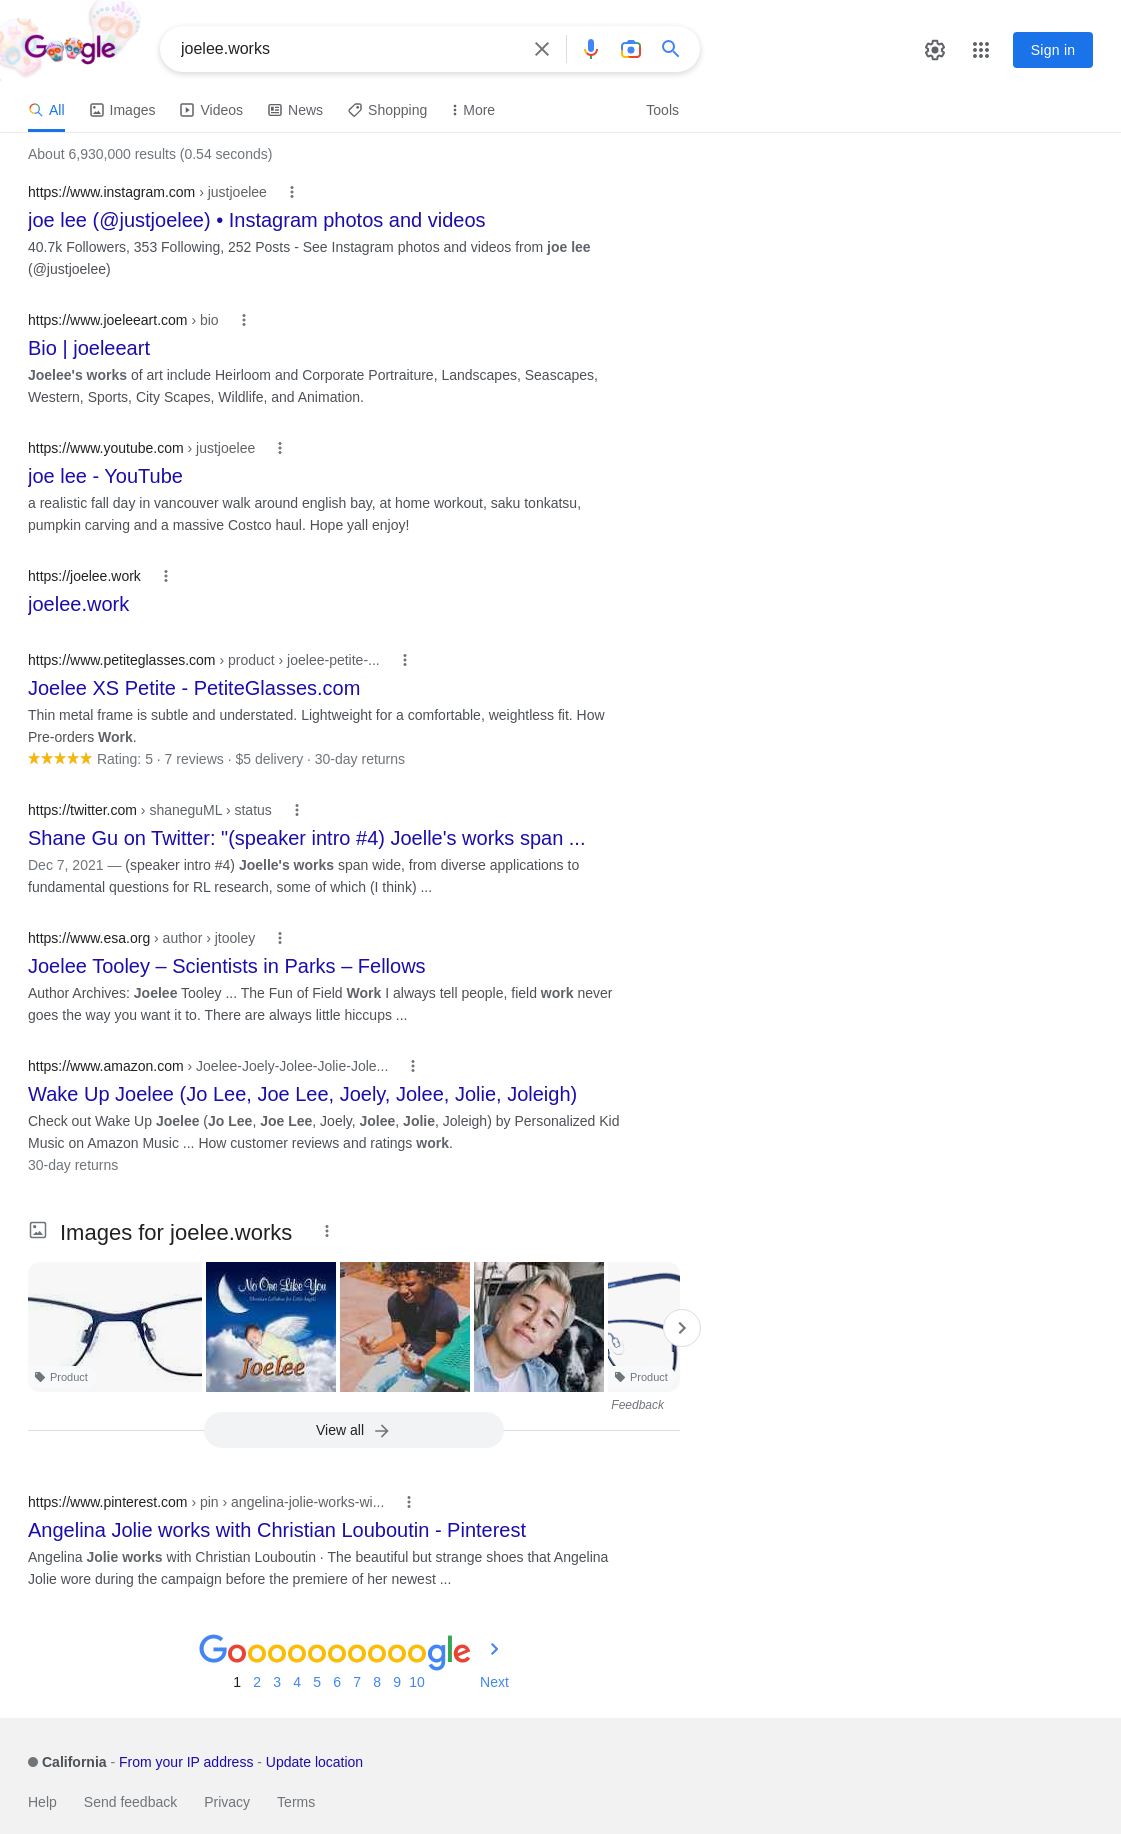 Google
joelee.works
Sign in
All Images Videos News Shopping More Tools
About 6,930,000 results (0.54 seconds)
https://www.instagram.com › justjoelee
joe lee (@justjoelee) • Instagram photos and videos
40.7k Followers, 353 Following, 252 Posts - See Instagram photos and videos from joe lee
(@justjoelee)
https://www.joeleeart.com › bio
Bio | joeleeart
Joelee's works of art include Heirloom and Corporate Portraiture, Landscapes, Seascapes,
Western, Sports, City Scapes, Wildlife, and Animation.
https://www.youtube.com › justjoelee
joe lee - YouTube
a realistic fall day in vancouver walk around english bay, at home workout, saku tonkatsu,
pumpkin carving and a massive Costco haul. Hope yall enjoy!
https://joelee.work
joelee.work
https://www.petiteglasses.com › product › joelee-petite-...
Joelee XS Petite - PetiteGlasses.com
Thin metal frame is subtle and understated. Lightweight for a comfortable, weightless fit. How
Pre-orders Work.
Rating: 5 · 7 reviews · $5 delivery · 30-day returns
https://twitter.com › shaneguML › status
Shane Gu on Twitter: "(speaker intro #4) Joelle's works span ...
Dec 7, 2021 — (speaker intro #4) Joelle's works span wide, from diverse applications to
fundamental questions for RL research, some of which (I think) ...
https://www.esa.org › author › jtooley
Joelee Tooley – Scientists in Parks – Fellows
Author Archives: Joelee Tooley ... The Fun of Field Work I always tell people, field work never
goes the way you want it to. There are always little hiccups ...
https://www.amazon.com › Joelee-Joely-Jolee-Jolie-Jole...
Wake Up Joelee (Jo Lee, Joe Lee, Joely, Jolee, Jolie, Joleigh)
Check out Wake Up Joelee (Jo Lee, Joe Lee, Joely, Jolee, Jolie, Joleigh) by Personalized Kid
Music on Amazon Music ... How customer reviews and ratings work.
30-day returns
Images for joelee.works
No One Like You
Christian Lullabies for Little Angels
Joelee
Product
Product
Feedback
View all
https://www.pinterest.com › pin › angelina-jolie-works-wi...
Angelina Jolie works with Christian Louboutin - Pinterest
Angelina Jolie works with Christian Louboutin · The beautiful but strange shoes that Angelina
Jolie wore during the campaign before the premiere of her newest ...
Goooooooooogle
1 2 3 4 5 6 7 8 9 10 Next
California - From your IP address - Update location
Help Send feedback Privacy Terms